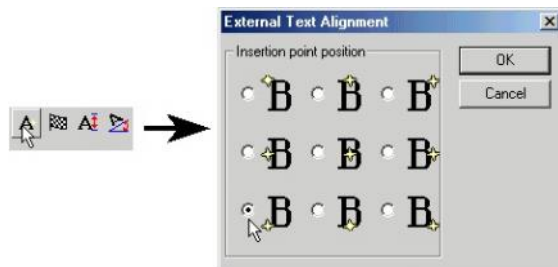 External Text Alignment
Insertion point position
OK
Cancel
A A
B B B
B B B
B B B